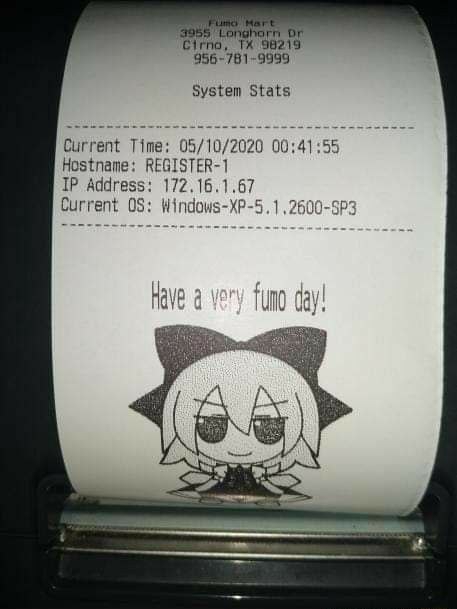 Fumo Mart
3955 Longhorn Dr
Cirno, TX 98219
956-781-9999
System Stats
Current Time: 05/10/2020 00:41:55
Hostname: REGISTER-1
IP Address: 172.16.1.67
Current OS: Windows-XP-5.1.2600-SP3
Have a very fumo day!